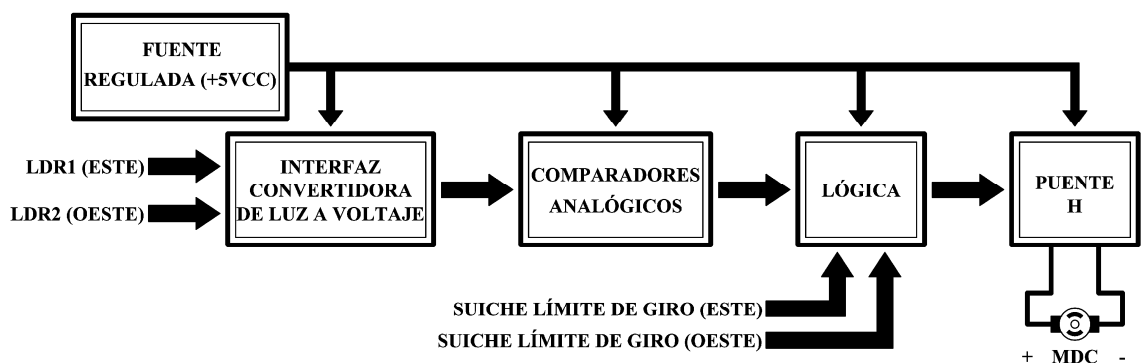 FUENTE
REGULADA (+5VCC)
LDR1 (ESTE)
LDR2 (OESTE)
INTERFAZ
CONVERTIDORA
DE LUZ A VOLTAJE
COMPARADORES
ANALÓGICOS
LÓGICA
PUENTE
H
SUICHE LÍMITE DE GIRO (ESTE)
SUICHE LÍMITE DE GIRO (OESTE)
+ MDC -